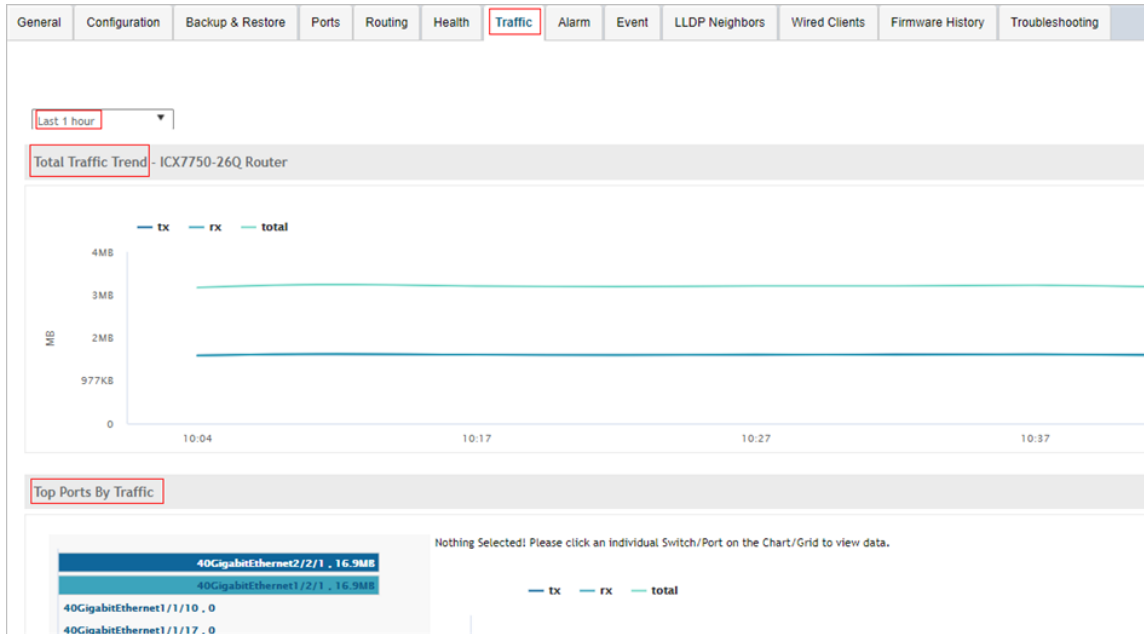 General Configuration Backup & Restore Ports Routing Health Traffic Alarm Event LLDP Neighbors Wired Clients Firmware History Troubleshooting
Last 1 hour
Total Traffic Trend - ICX7750-26Q Router
tx rx total
4MB
3MB
MB
2MB
977KB
0
10:04 10:17 10:27 10:37
Top Ports By Traffic
Nothing Selected! Please click an individual Switch/Port on the Chart/Grid to view data.
40GigabitEthernet2/2/1 , 16.9MB
40GigabitEthernet1/2/1 , 16.9MB
tx rx total
40GigabitEthernet1/1/10 , 0
40GigabitEthernet1/1/17 , 0